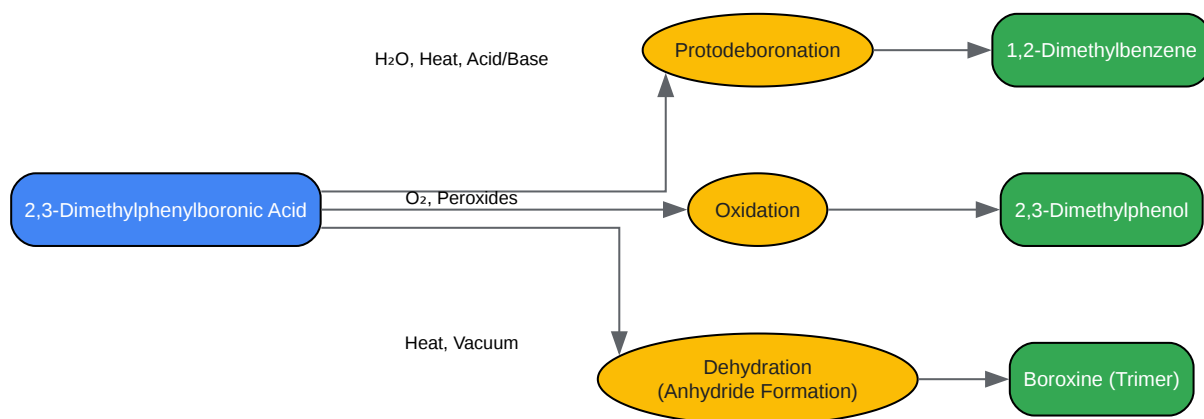 H₂O, Heat, Acid/Base
Protodeboronation
1,2-Dimethylbenzene
2,3-Dimethylphenylboronic Acid
O₂, Peroxides
Oxidation
2,3-Dimethylphenol
Heat, Vacuum
Dehydration
(Anhydride Formation)
Boroxine (Trimer)